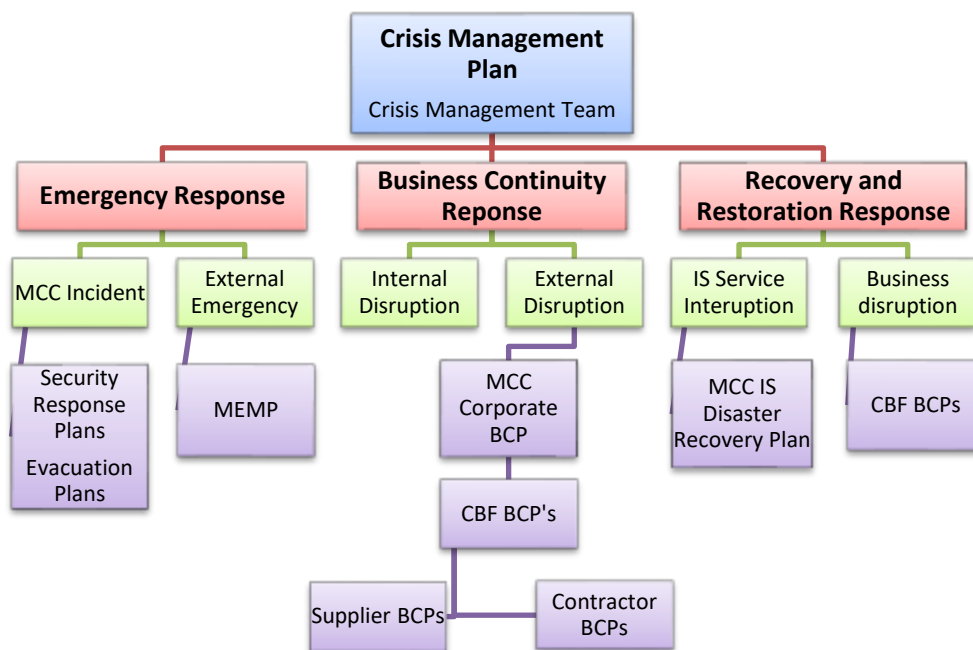 Crisis Management
Plan
Crisis Management Team
Emergency Response
Business Continuity
Reponse
Recovery and
Restoration Response
MCC Incident
External
Emergency
Internal
Disruption
External
Disruption
IS Service
Interuption
Business
disruption
Security
Response
Plans
Evacuation
Plans
MEMP
MCC
Corporate
BCP
MCC IS
Disaster
Recovery Plan
CBF BCPs
CBF BCP's
Supplier BCPs
Contractor
BCPs